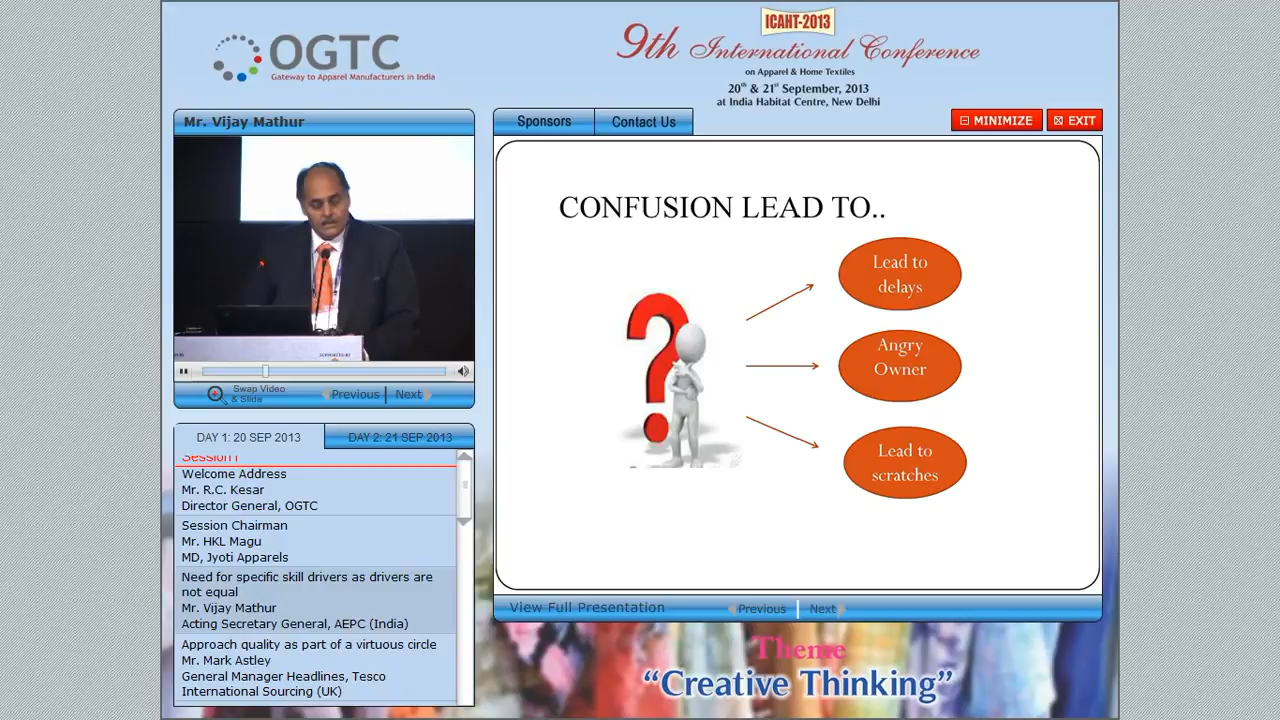 OGTC
Gateway to Apparel Manufacturers in India
ICAHT-2013
9th International Conference
on Apparel & Home Textiles
20th & 21st September, 2013
at India Habitat Centre, New Delhi
Mr. Vijay Mathur
Swap Video
& Slide
Previous
Next
DAY 1: 20 SEP 2013
DAY 2: 21 SEP 2013
Session I
Welcome Address
Mr. R.C. Kesar
Director General, OGTC
Session Chairman
Mr. HKL Magu
MD, Jyoti Apparels
Need for specific skill drivers as drivers are
not equal
Mr. Vijay Mathur
Acting Secretary General, AEPC (India)
Approach quality as part of a virtuous circle
Mr. Mark Astley
General Manager Headlines, Tesco
International Sourcing (UK)
Sponsors
Contact Us
MINIMIZE
EXIT
CONFUSION LEAD TO..
Lead to
delays
Angry
Owner
Lead to
scratches
View Full Presentation
Previous
Next
Theme
“Creative Thinking”